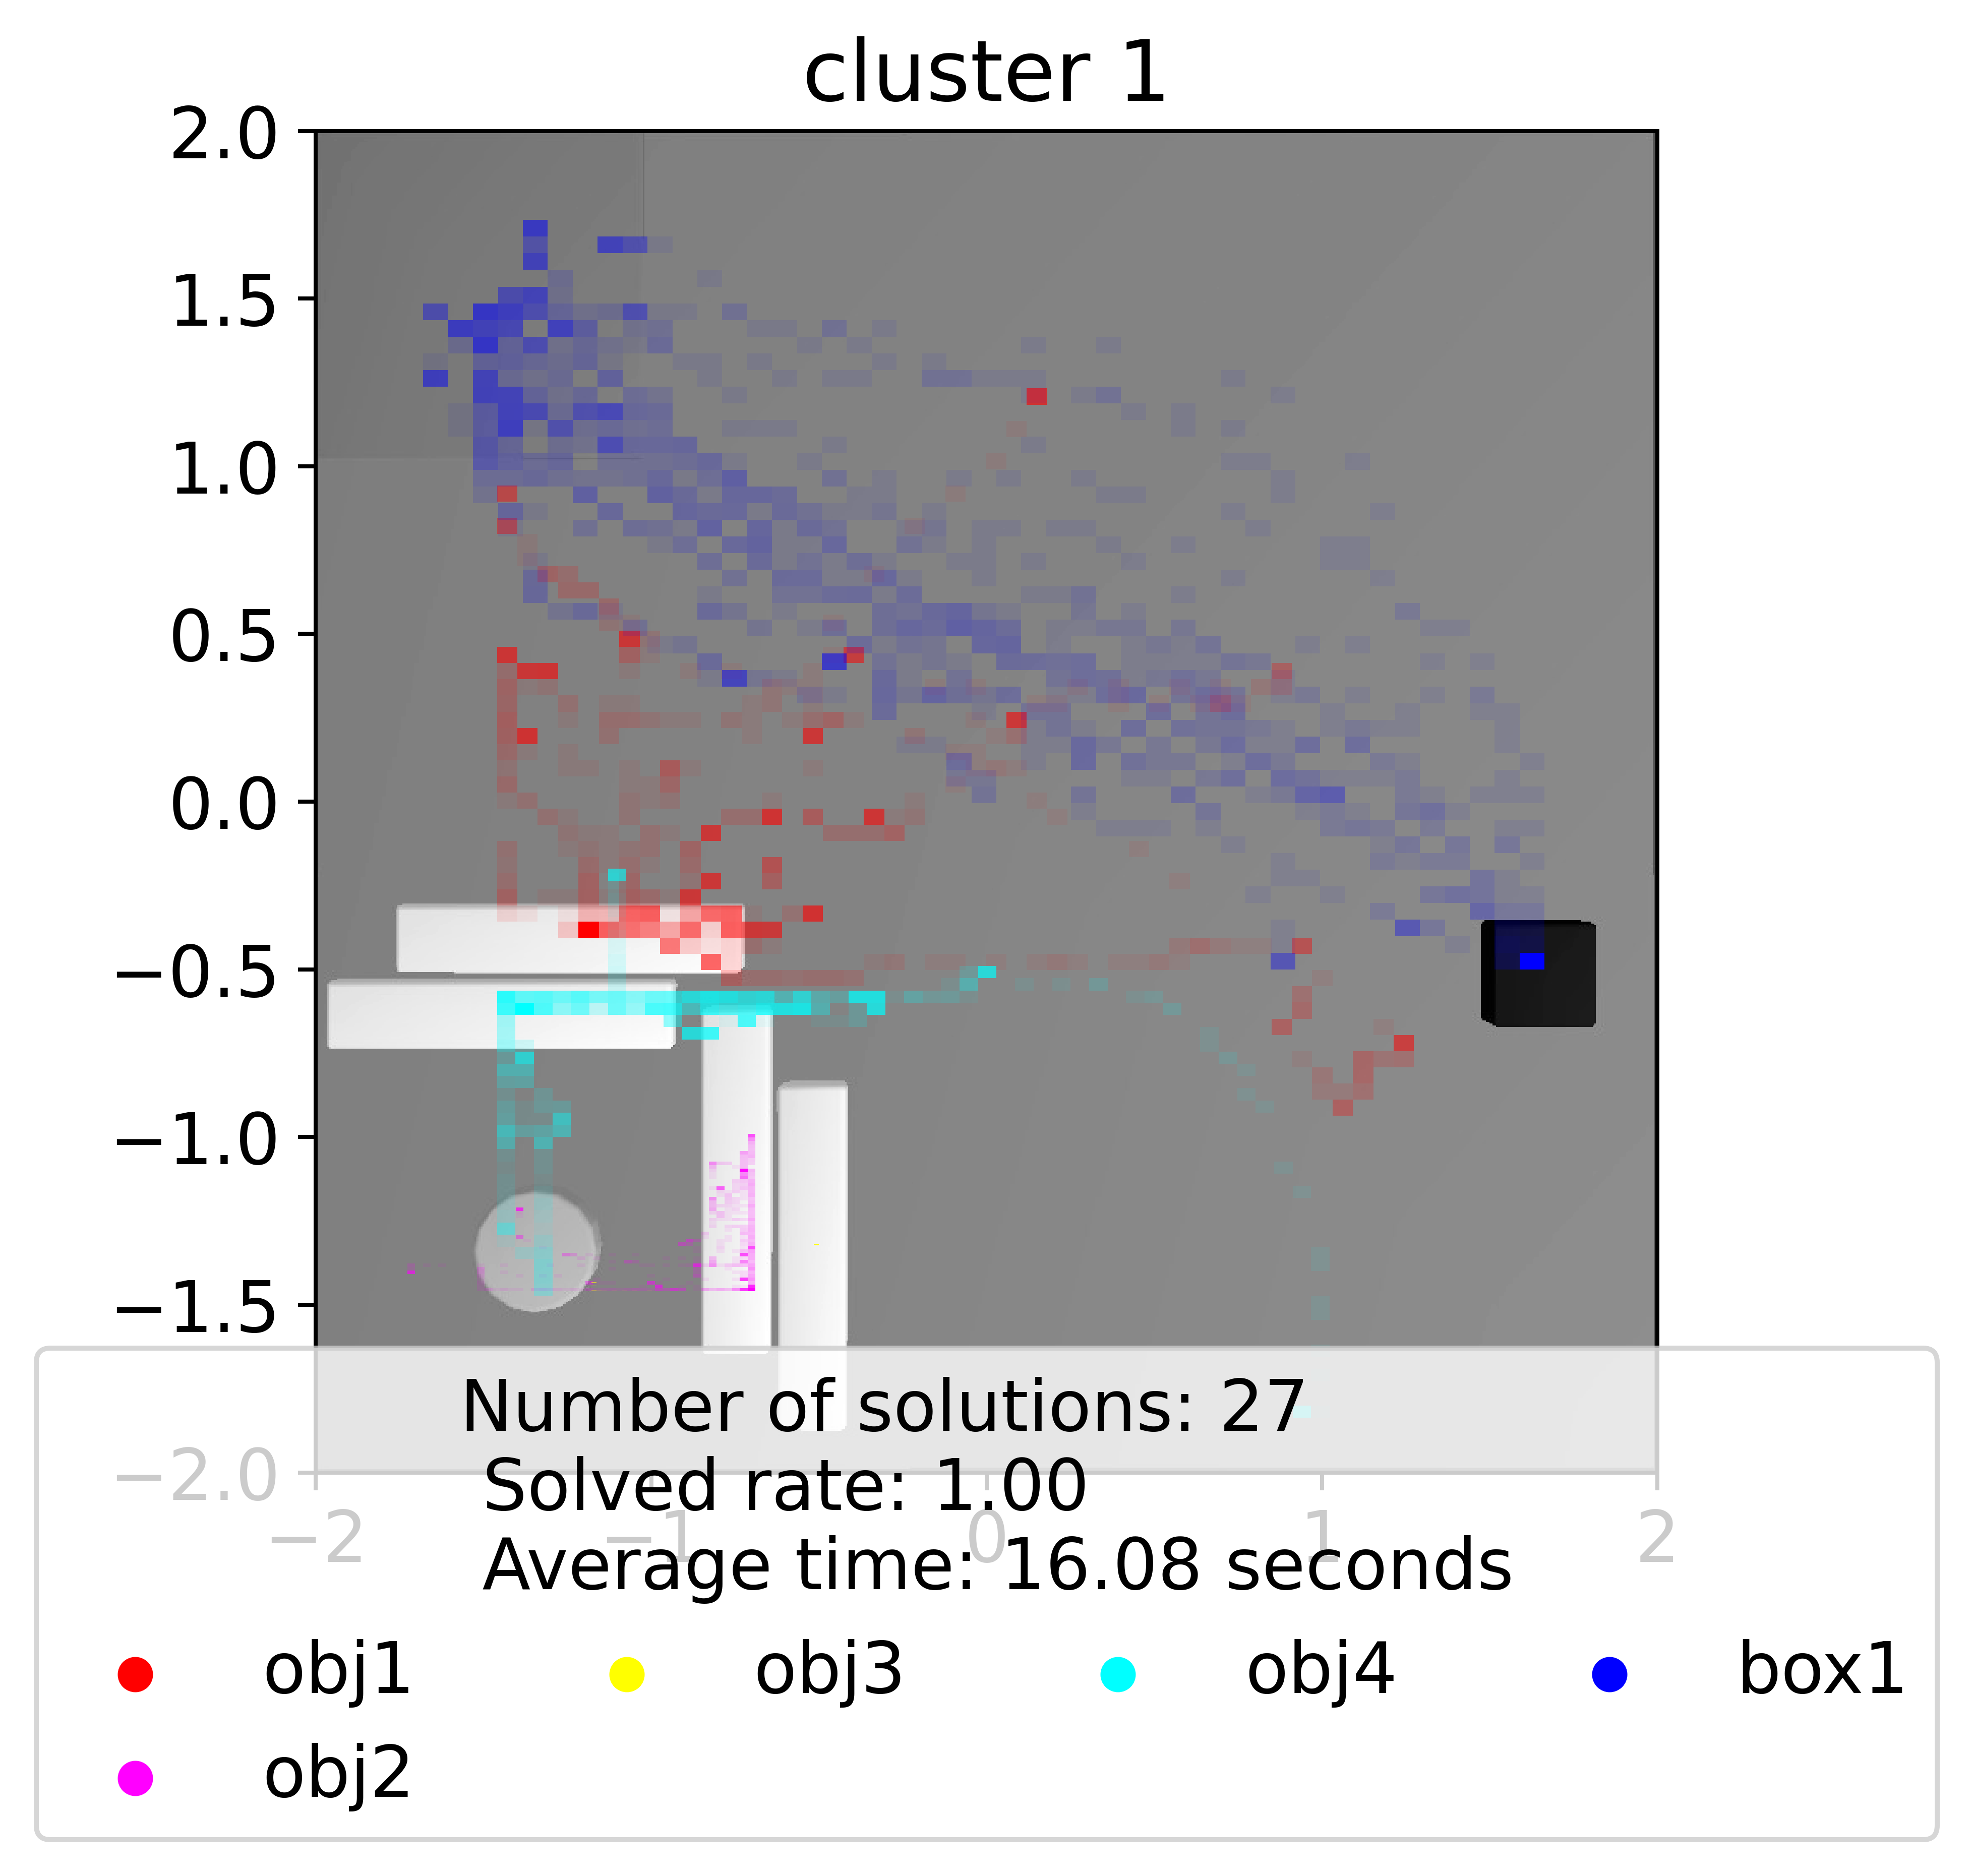 cluster 1
2.0
1.5
1.0
0.5
0.0
−0.5
−1.0
−1.5
−2.0
−2 −1 0 1 2
Number of solutions: 27
Solved rate: 1.00
Average time: 16.08 seconds
obj1 obj3 obj4 box1
obj2